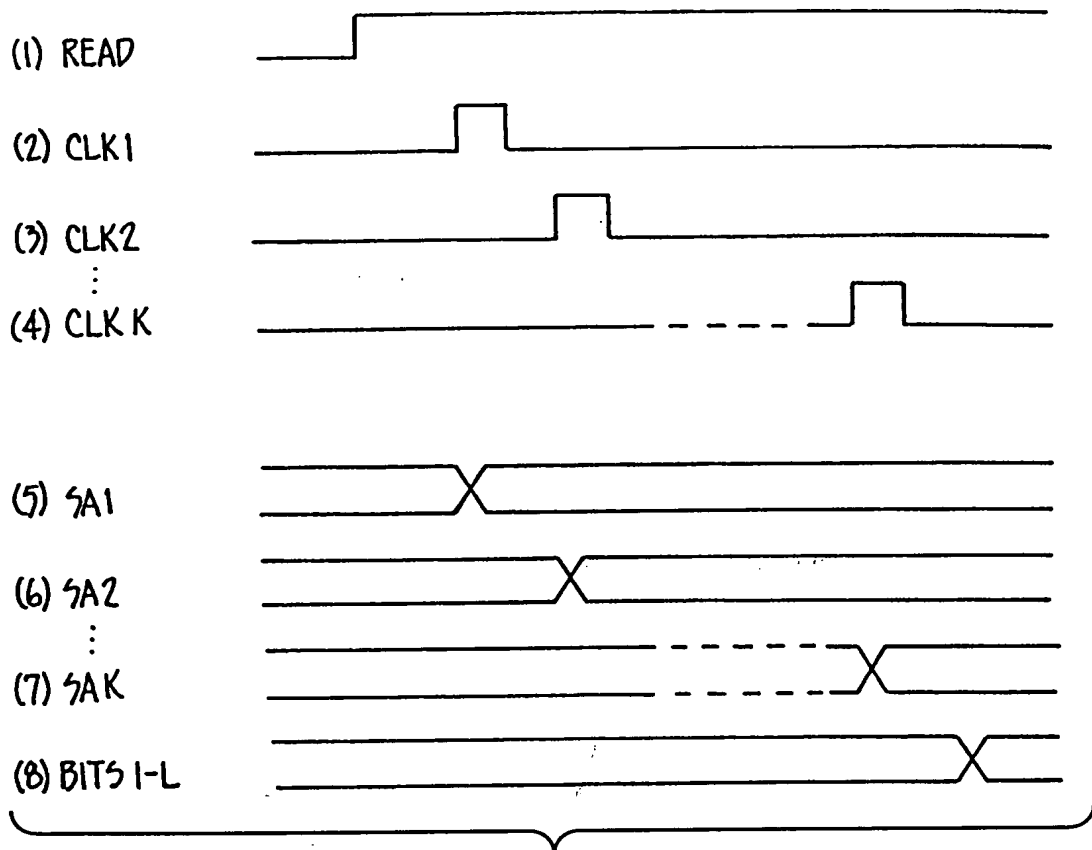 (1) READ
(2) CLK1
(3) CLK2
⋮
(4) CLK K
(5) SA1
(6) SA2
⋮
(7) SAK
(8) BITS 1-L